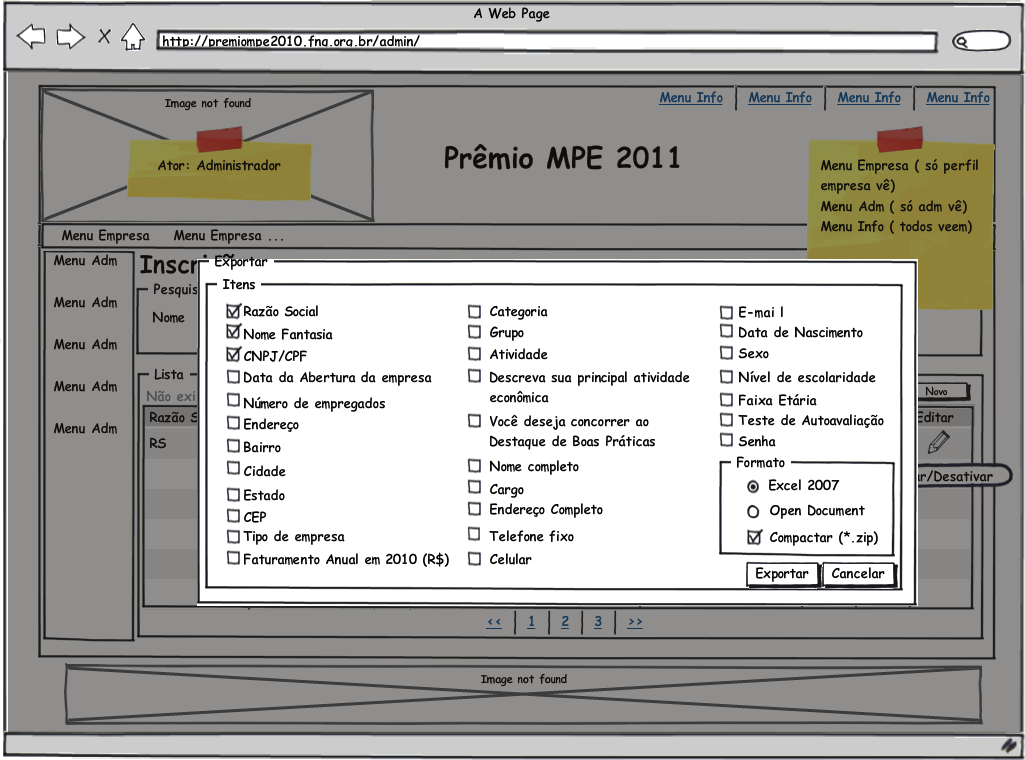 A Web Page
http://premiompe2010.fnq.org.br/admin/
Image not found
Menu Info
Menu Info
Menu Info
Menu Info
Ator: Administrador
Prêmio MPE 2011
Menu Empresa ( só perfil
empresa vê)
Menu Adm ( só adm vê)
Menu Info ( todos veem)
Menu Empresa
Menu Empresa ...
Menu Adm
Menu Adm
Menu Adm
Menu Adm
Menu Adm
Inscri
Pesquis
Nome
Lista
Não exi
Novo
Razão S
Editar
RS
r/Desativar
Exportar
Itens
Razão Social
Nome Fantasia
CNPJ/CPF
Data da Abertura da empresa
Número de empregados
Endereço
Bairro
Cidade
Estado
CEP
Tipo de empresa
Faturamento Anual em 2010 (R$)
Categoria
Grupo
Atividade
Descreva sua principal atividade
econômica
Você deseja concorrer ao
Destaque de Boas Práticas
Nome completo
Cargo
Endereço Completo
Telefone fixo
Celular
E-mai l
Data de Nascimento
Sexo
Nível de escolaridade
Faixa Etária
Teste de Autoavaliação
Senha
Formato
Excel 2007
Open Document
Compactar (*.zip)
Exportar
Cancelar
<< 1 2 3 >>
Image not found